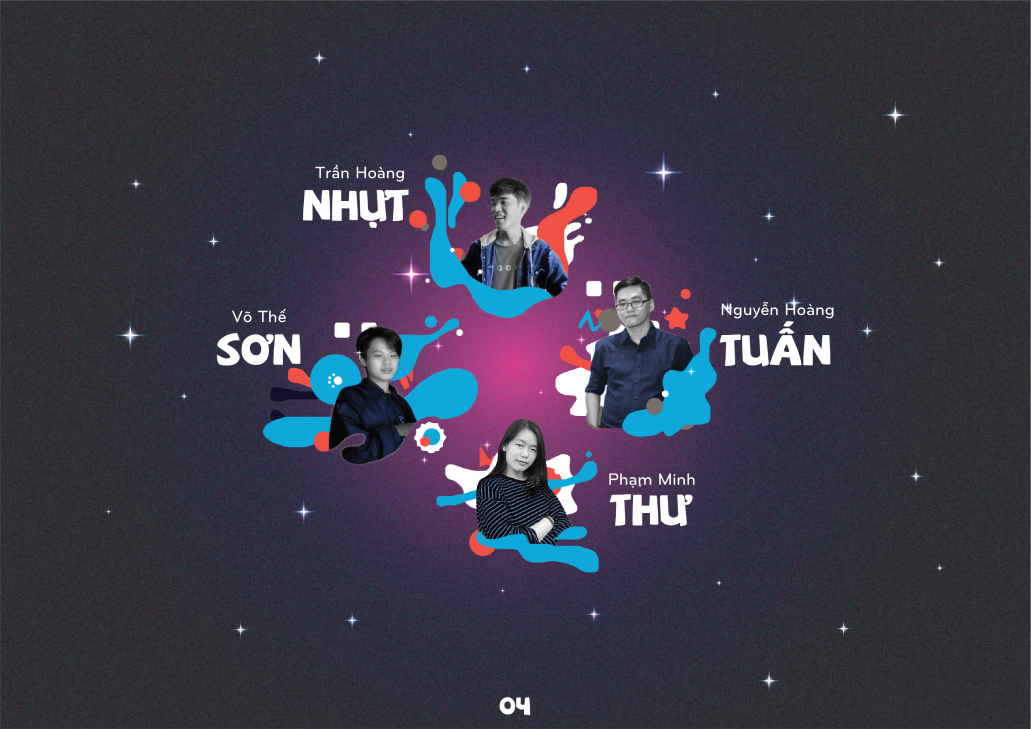 Trần Hoàng
NHỰT
Võ Thế
SƠN
Nguyễn Hoàng
TUẤN
Phạm Minh
THƯ
04